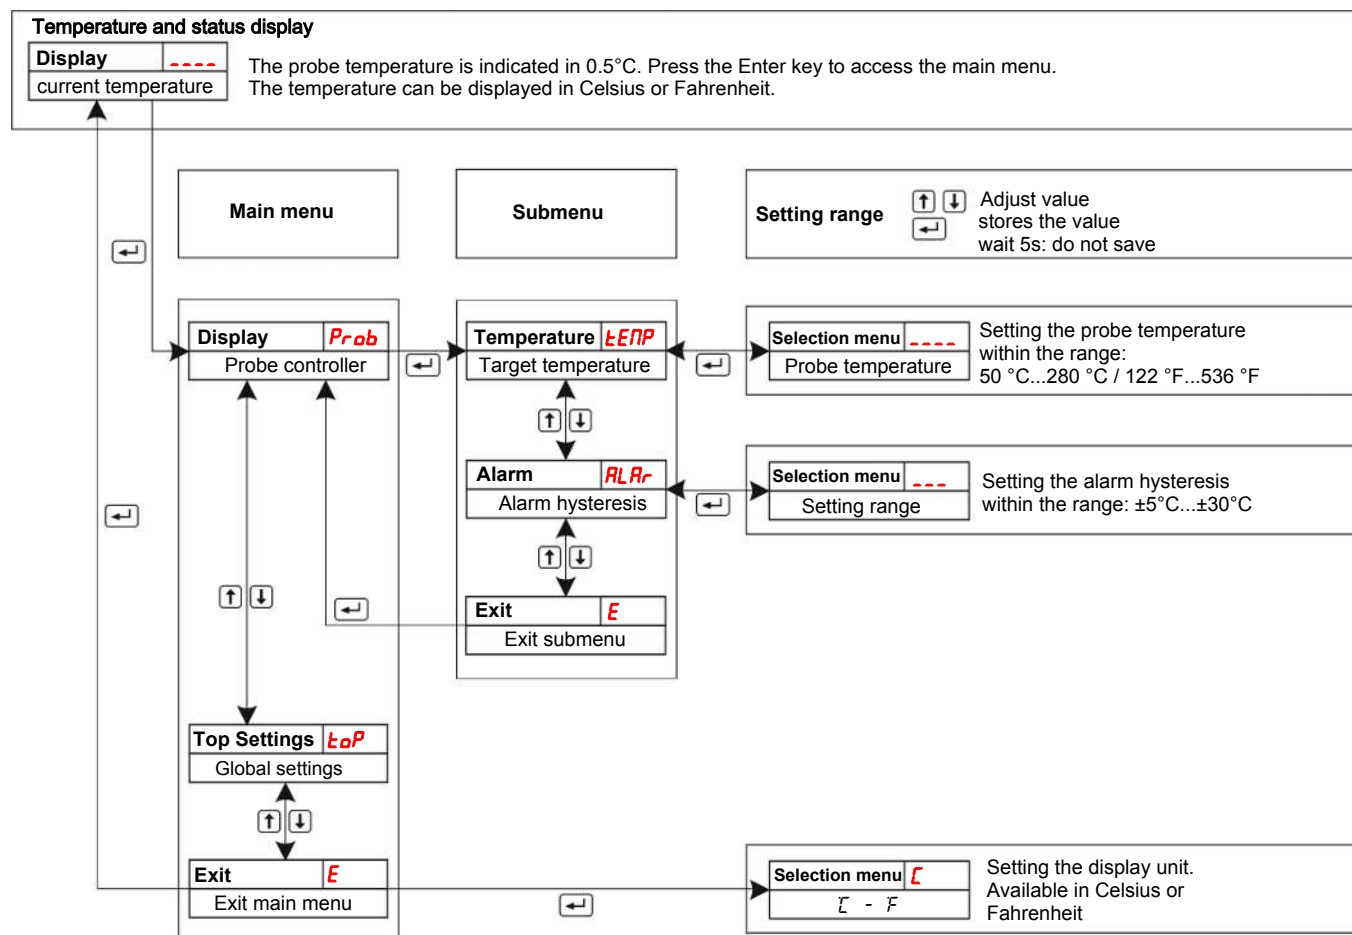 Temperature and status display
Display ----
current temperature
The probe temperature is indicated in 0.5°C. Press the Enter key to access the main menu.
The temperature can be displayed in Celsius or Fahrenheit.
Main menu
Submenu
Setting range
Adjust value
stores the value
wait 5s: do not save
Display Prob
Probe controller
Temperature tEMP
Target temperature
Selection menu ----
Probe temperature
Setting the probe temperature
within the range:
50 °C...280 °C / 122 °F...536 °F
Alarm ALAr
Alarm hysteresis
Selection menu ---
Setting range
Setting the alarm hysteresis
within the range: ±5°C...±30°C
Exit E
Exit submenu
Top Settings toP
Global settings
Exit E
Exit main menu
Selection menu C
C - F
Setting the display unit.
Available in Celsius or
Fahrenheit